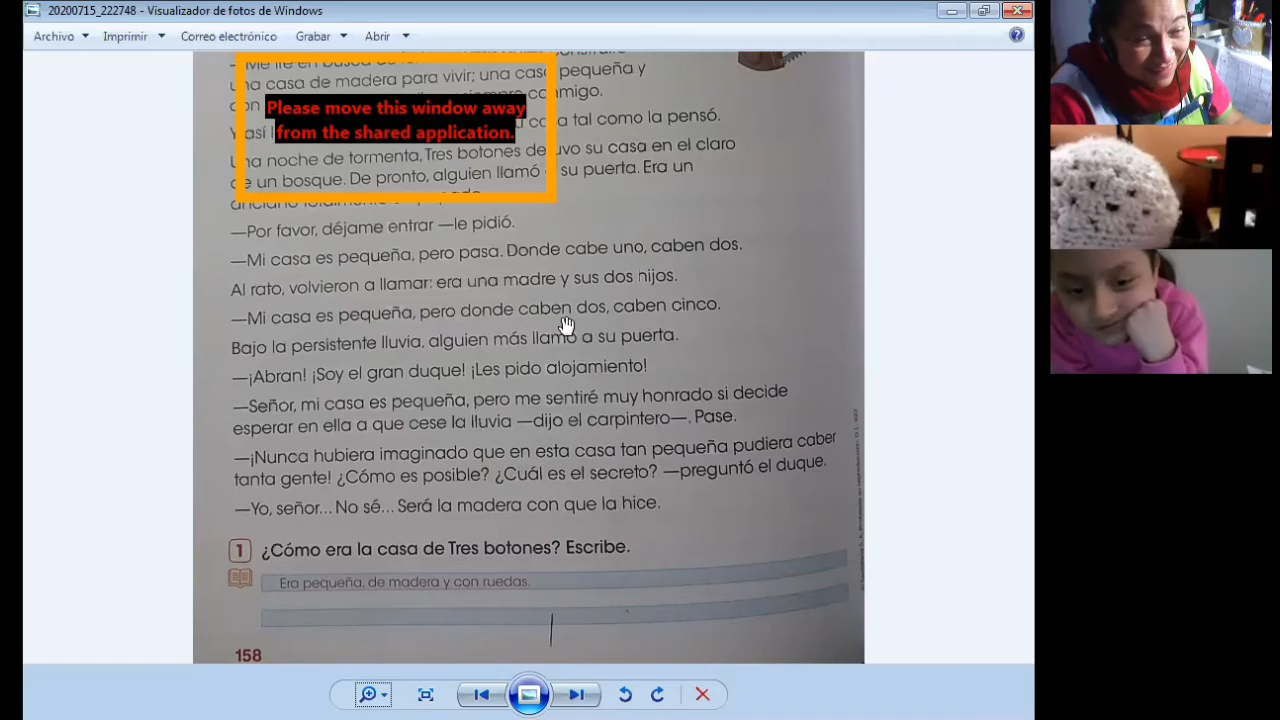 20200715_222748 - Visualizador de fotos de Windows
Archivo Imprimir Correo electrónico Grabar Abrir
una casa de madera para vivir; una casa pequeña y
con conmigo.
Please move this window away
from the shared application.
Y así casa tal como la pensó.
Una noche de tormenta, Tres botones detuvo su casa en el claro
de un bosque. De pronto, alguien llamó a su puerta. Era un
—Por favor, déjame entrar —le pidió.
—Mi casa es pequeña, pero pasa. Donde cabe uno, caben dos.
Al rato, volvieron a llamar: era una madre y sus dos hijos.
—Mi casa es pequeña, pero donde caben dos, caben cinco.
Bajo la persistente lluvia, alguien más llamó a su puerta.
—¡Abran! ¡Soy el gran duque! ¡Les pido alojamiento!
—Señor, mi casa es pequeña, pero me sentiré muy honrado si decide
esperar en ella a que cese la lluvia —dijo el carpintero—. Pase.
—¡Nunca hubiera imaginado que en esta casa tan pequeña pudiera caber
tanta gente! ¿Cómo es posible? ¿Cuál es el secreto? —preguntó el duque.
—Yo, señor... No sé... Será la madera con que la hice.
1 ¿Cómo era la casa de Tres botones? Escribe.
Era pequeña, de madera y con ruedas.
158